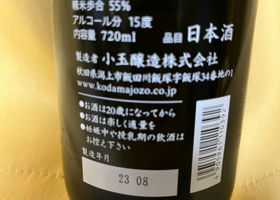 精米歩合 55%
アルコール分 15度
内容量 720ml
品目 日本酒
製造者 小玉醸造株式会社
秋田県潟上市飯田川飯塚字飯塚34番地の1
www.kodamajozo.co.jp
●お酒は20歳になってから
●お酒は楽しく適量を
●妊娠中や授乳期の飲酒は
お控え下さい
製造年月
23 08